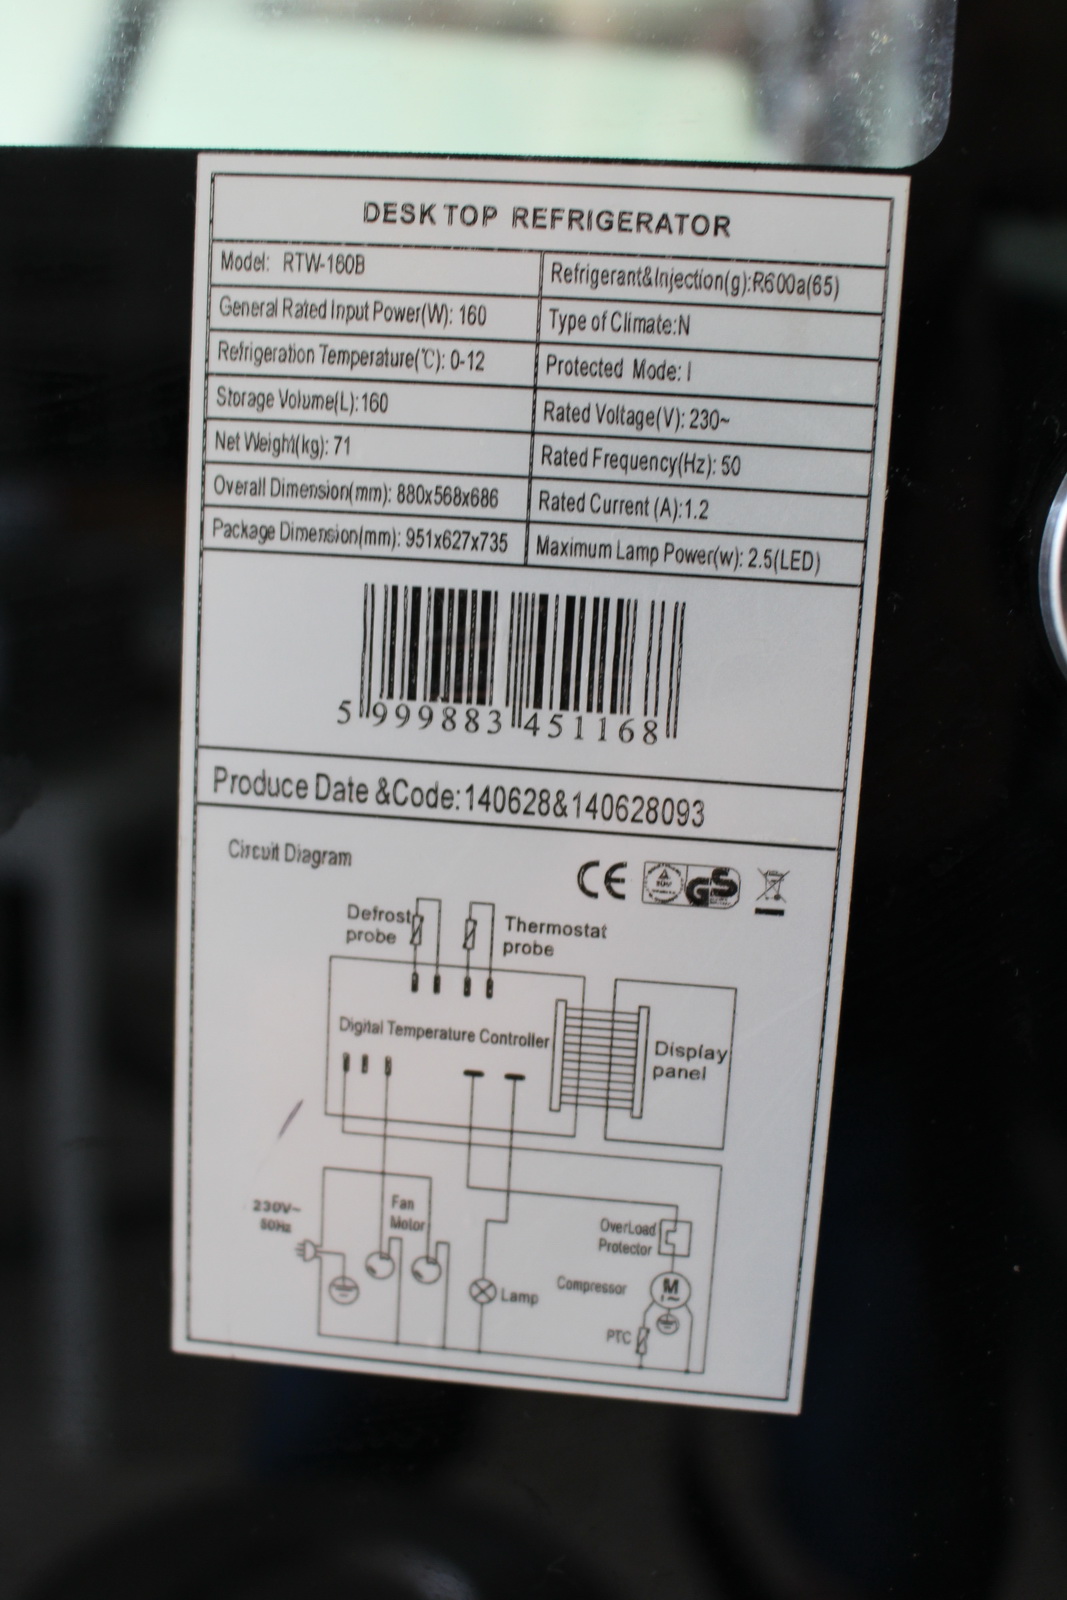 DESK TOP REFRIGERATOR
Model: RTW-160B
Refrigerant&Injection(g):R600a(65)
General Rated Input Power(W): 160
Type of Climate:N
Refrigeration Temperature(℃): 0-12
Protected Mode: I
Storage Volume(L):160
Rated Voltage(V): 230~
Net Weight(kg): 71
Rated Frequency(Hz): 50
Overall Dimension(mm): 880x568x686
Rated Current (A):1.2
Package Dimension(mm): 951x627x735
Maximum Lamp Power(w): 2.5(LED)
5 999883 451168
Produce Date &Code:140628&140628093
Circuit Diagram
CE
GS
Defrost
probe
Thermostat
probe
Digital Temperature Controller
Display
panel
230V~
50Hz
Fan
Motor
OverLoad
Protector
Compressor
M
~
Lamp
PTC